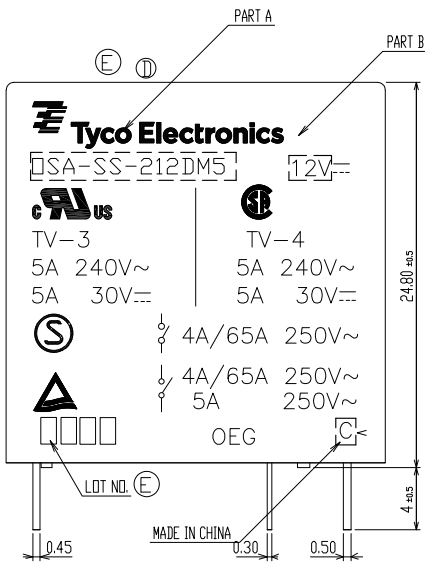 PART A
E D
PART B
Tyco Electronics
OSA-SS-212DM5 12V⎓
c RU US SA
TV-3 TV-4
5A 240V~ 5A 240V~
5A 30V⎓ 5A 30V⎓
S 4A/65A 250V~
4A/65A 250V~
5A 250V~
OEG C<
LOT NO. E
MADE IN CHINA
24.80 ±0.5
4 ±0.5
0.45 0.30 0.50